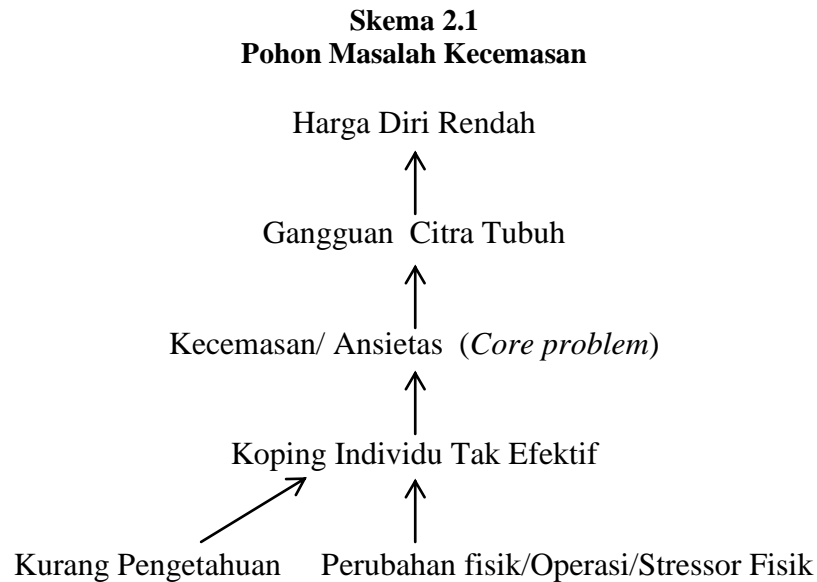 Skema 2.1
Pohon Masalah Kecemasan
Harga Diri Rendah
Gangguan Citra Tubuh
Kecemasan/ Ansietas (Core problem)
Koping Individu Tak Efektif
Kurang Pengetahuan Perubahan fisik/Operasi/Stressor Fisik